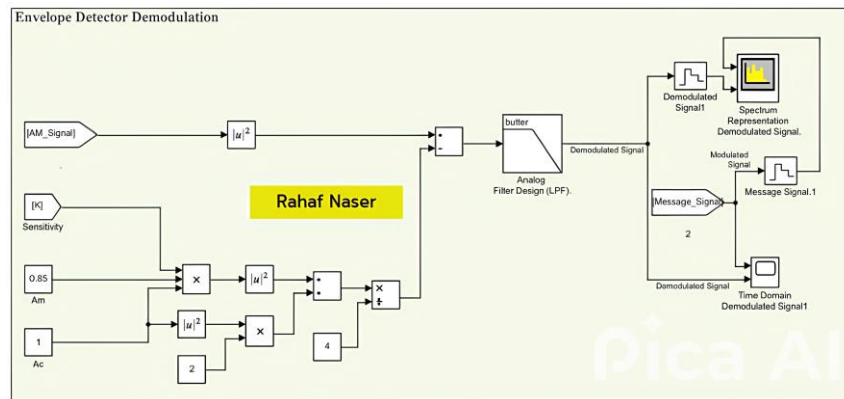 Envelope Detector Demodulation
[AM_Signal]
|u|²
butter
Analog
Filter Design (LPF).
Demodulated Signal
Demodulated
Signal1
Spectrum
Representation
Demodulated Signal.
Modulated
Signal
Message Signal.1
[Message_Signal]
2
Demodulated Signal
Time Domain
Demodulated Signal1
[K]
Sensitivity
Rahaf Naser
0.85
Am
×
|u|²
×
÷
1
Ac
|u|²
×
2
4
Pica AI